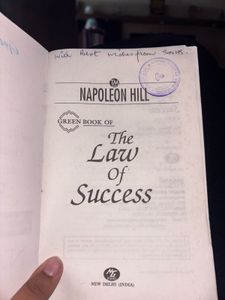 with Best wishes from
NAPOLEON HILL
GREEN BOOK OF
The
Law
Of
Success
NEW DELHI (INDIA)